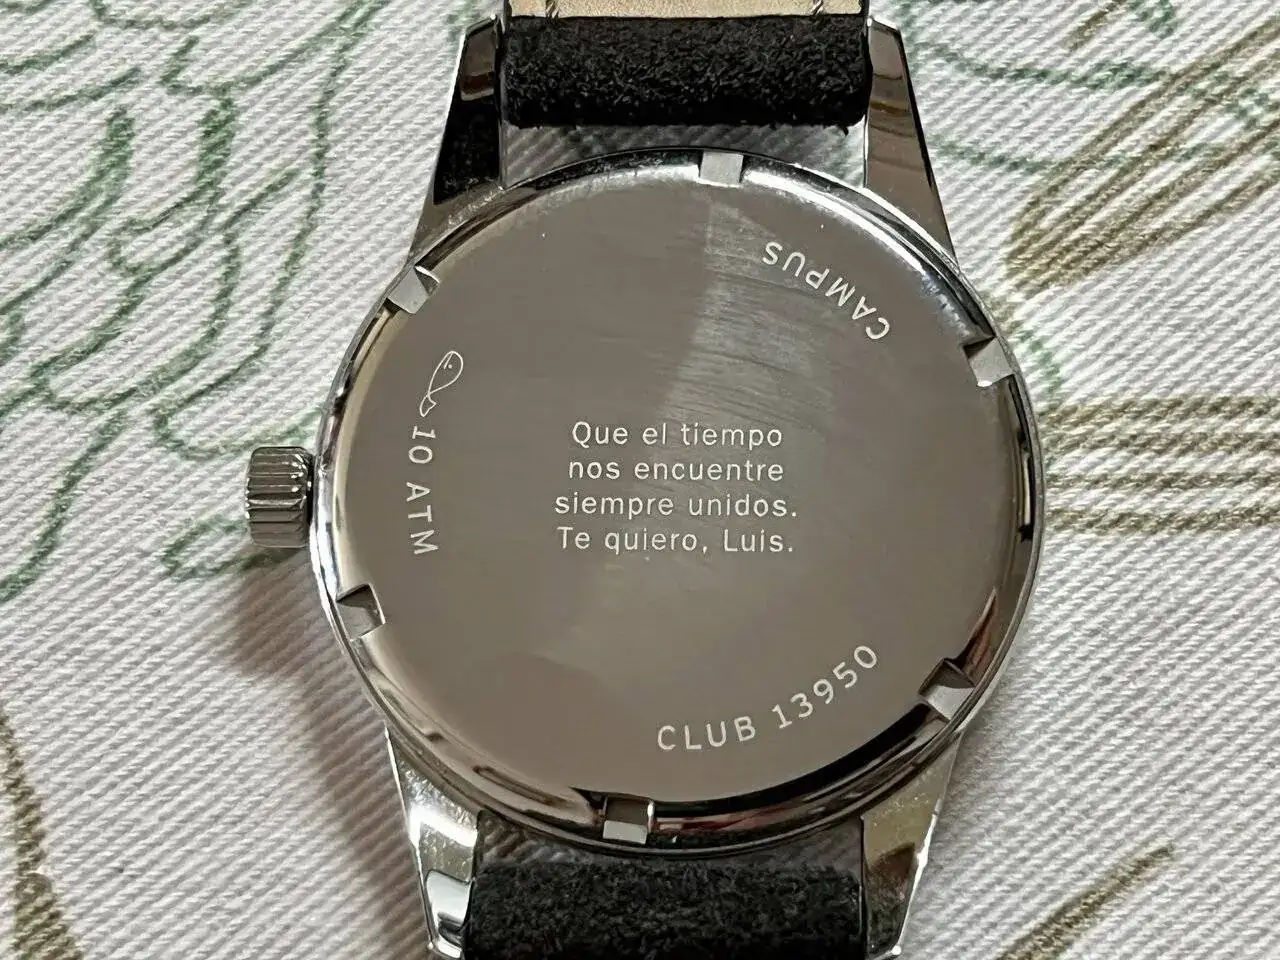 CAMPUS
10 ATM
Que el tiempo
nos encuentre
siempre unidos.
Te quiero, Luis.
CLUB 13950